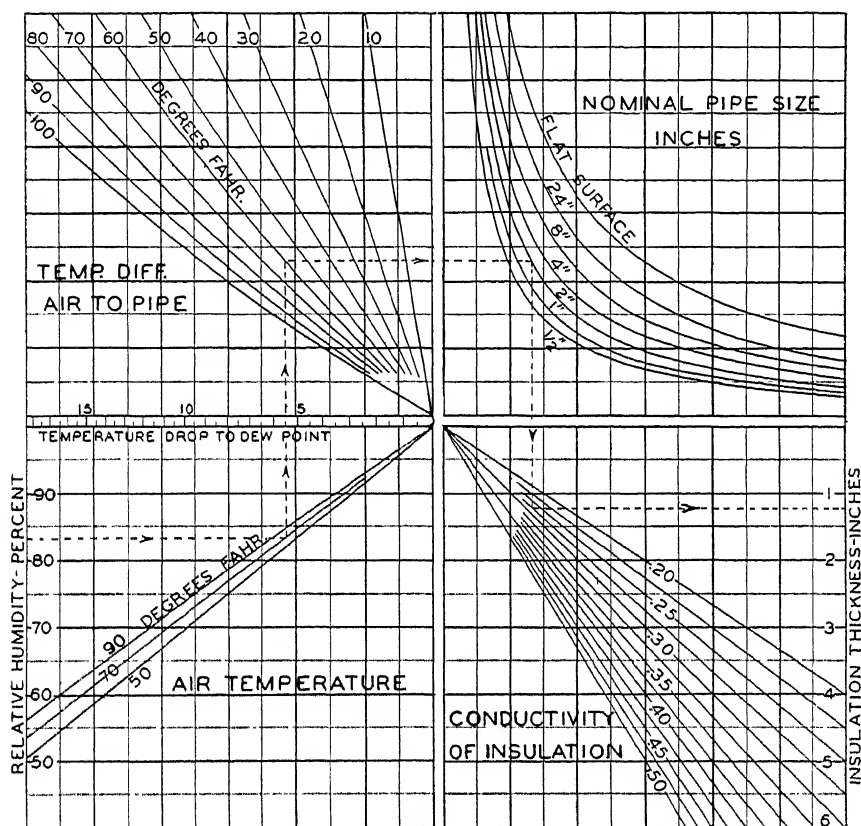 80 70 60 50 40 30 20 10
90
100
DEGREES FAHR.
TEMP. DIFF.
AIR TO PIPE
NOMINAL PIPE SIZE
INCHES
FLAT SURFACE
24"
8"
4"
2"
1"
1/2"
15 10 5
TEMPERATURE DROP TO DEW POINT
RELATIVE HUMIDITY-PERCENT
90
80
70
60
50
90 DEGREES FAHR.
70
50
AIR TEMPERATURE
CONDUCTIVITY
OF INSULATION
.20
.25
.30
.35
.40
.45
.50
1
2
3
4
5
6
INSULATION THICKNESS-INCHES